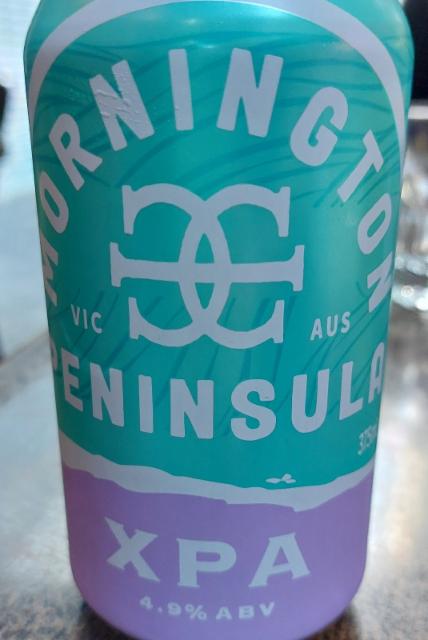 MORNINGTON
VIC AUS
PENINSULA
XPA
4.9% ABV